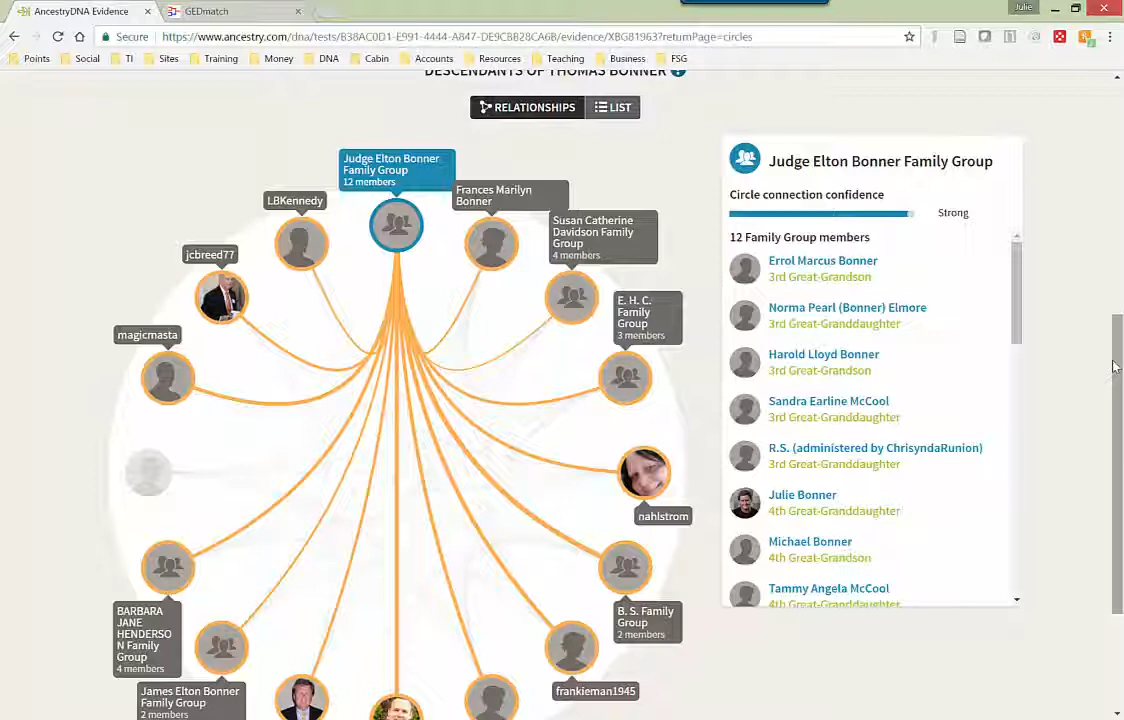 AncestryDNA Evidence
GEDmatch
Julie
Secure
https://www.ancestry.com/dna/tests/B38AC0D1-E991-4444-A847-DE9CBB28CA6B/evidence/XBG81963?returnPage=circles
Points
Social
TI
Sites
Training
Money
DNA
Cabin
Accounts
Resources
Teaching
Business
FSG
DESCENDANTS OF THOMAS BONNER
RELATIONSHIPS
LIST
Judge Elton Bonner
Family Group
12 members
LBKennedy
Frances Marilyn
Bonner
Susan Catherine
Davidson Family
Group
4 members
jcbreed77
E. H. C.
Family
Group
3 members
magicmasta
nahlstrom
BARBARA
JANE
HENDERSO
N Family
Group
4 members
B. S. Family
Group
2 members
James Elton Bonner
Family Group
2 members
frankieman1945
Judge Elton Bonner Family Group
Circle connection confidence
Strong
12 Family Group members
Errol Marcus Bonner
3rd Great-Grandson
Norma Pearl (Bonner) Elmore
3rd Great-Granddaughter
Harold Lloyd Bonner
3rd Great-Grandson
Sandra Earline McCool
3rd Great-Granddaughter
R.S. (administered by ChrisyndaRunion)
3rd Great-Granddaughter
Julie Bonner
4th Great-Granddaughter
Michael Bonner
4th Great-Grandson
Tammy Angela McCool
4th Great-Granddaughter